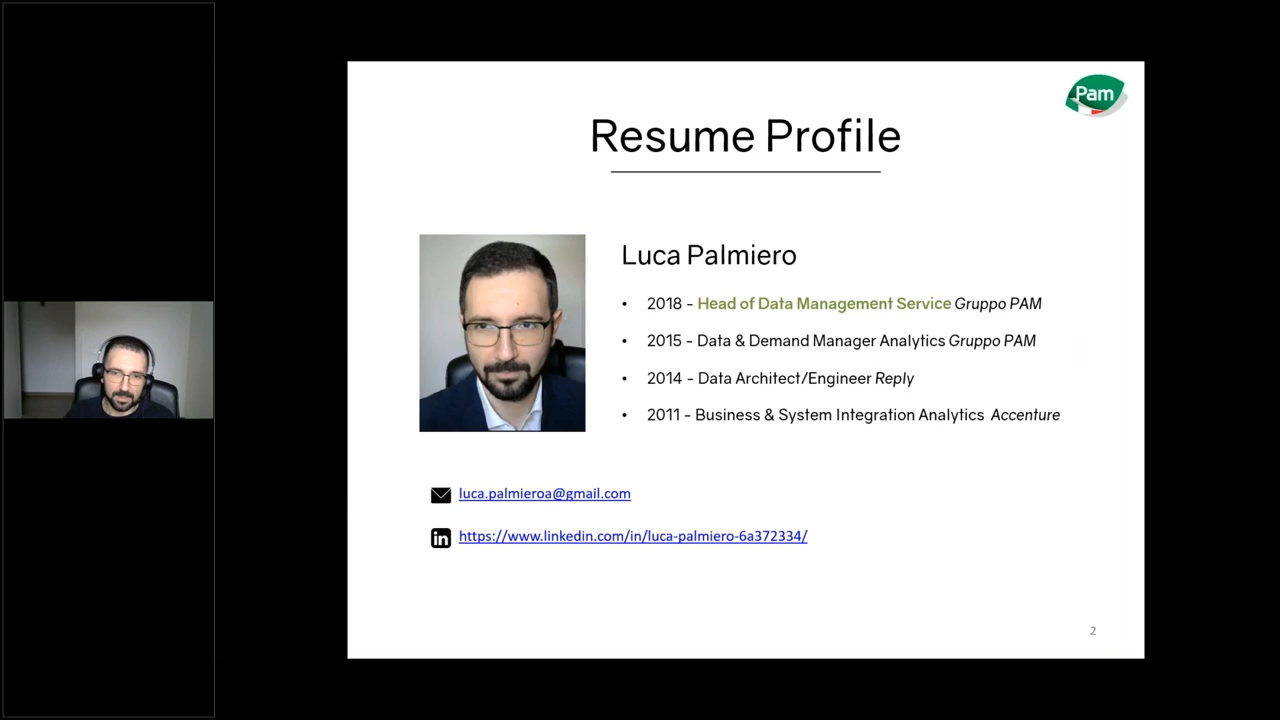 Pam
Resume Profile
Luca Palmiero
• 2018 - Head of Data Management Service Gruppo PAM
• 2015 - Data & Demand Manager Analytics Gruppo PAM
• 2014 - Data Architect/Engineer Reply
• 2011 - Business & System Integration Analytics Accenture
luca.palmieroa@gmail.com
in https://www.linkedin.com/in/luca-palmiero-6a372334/
2